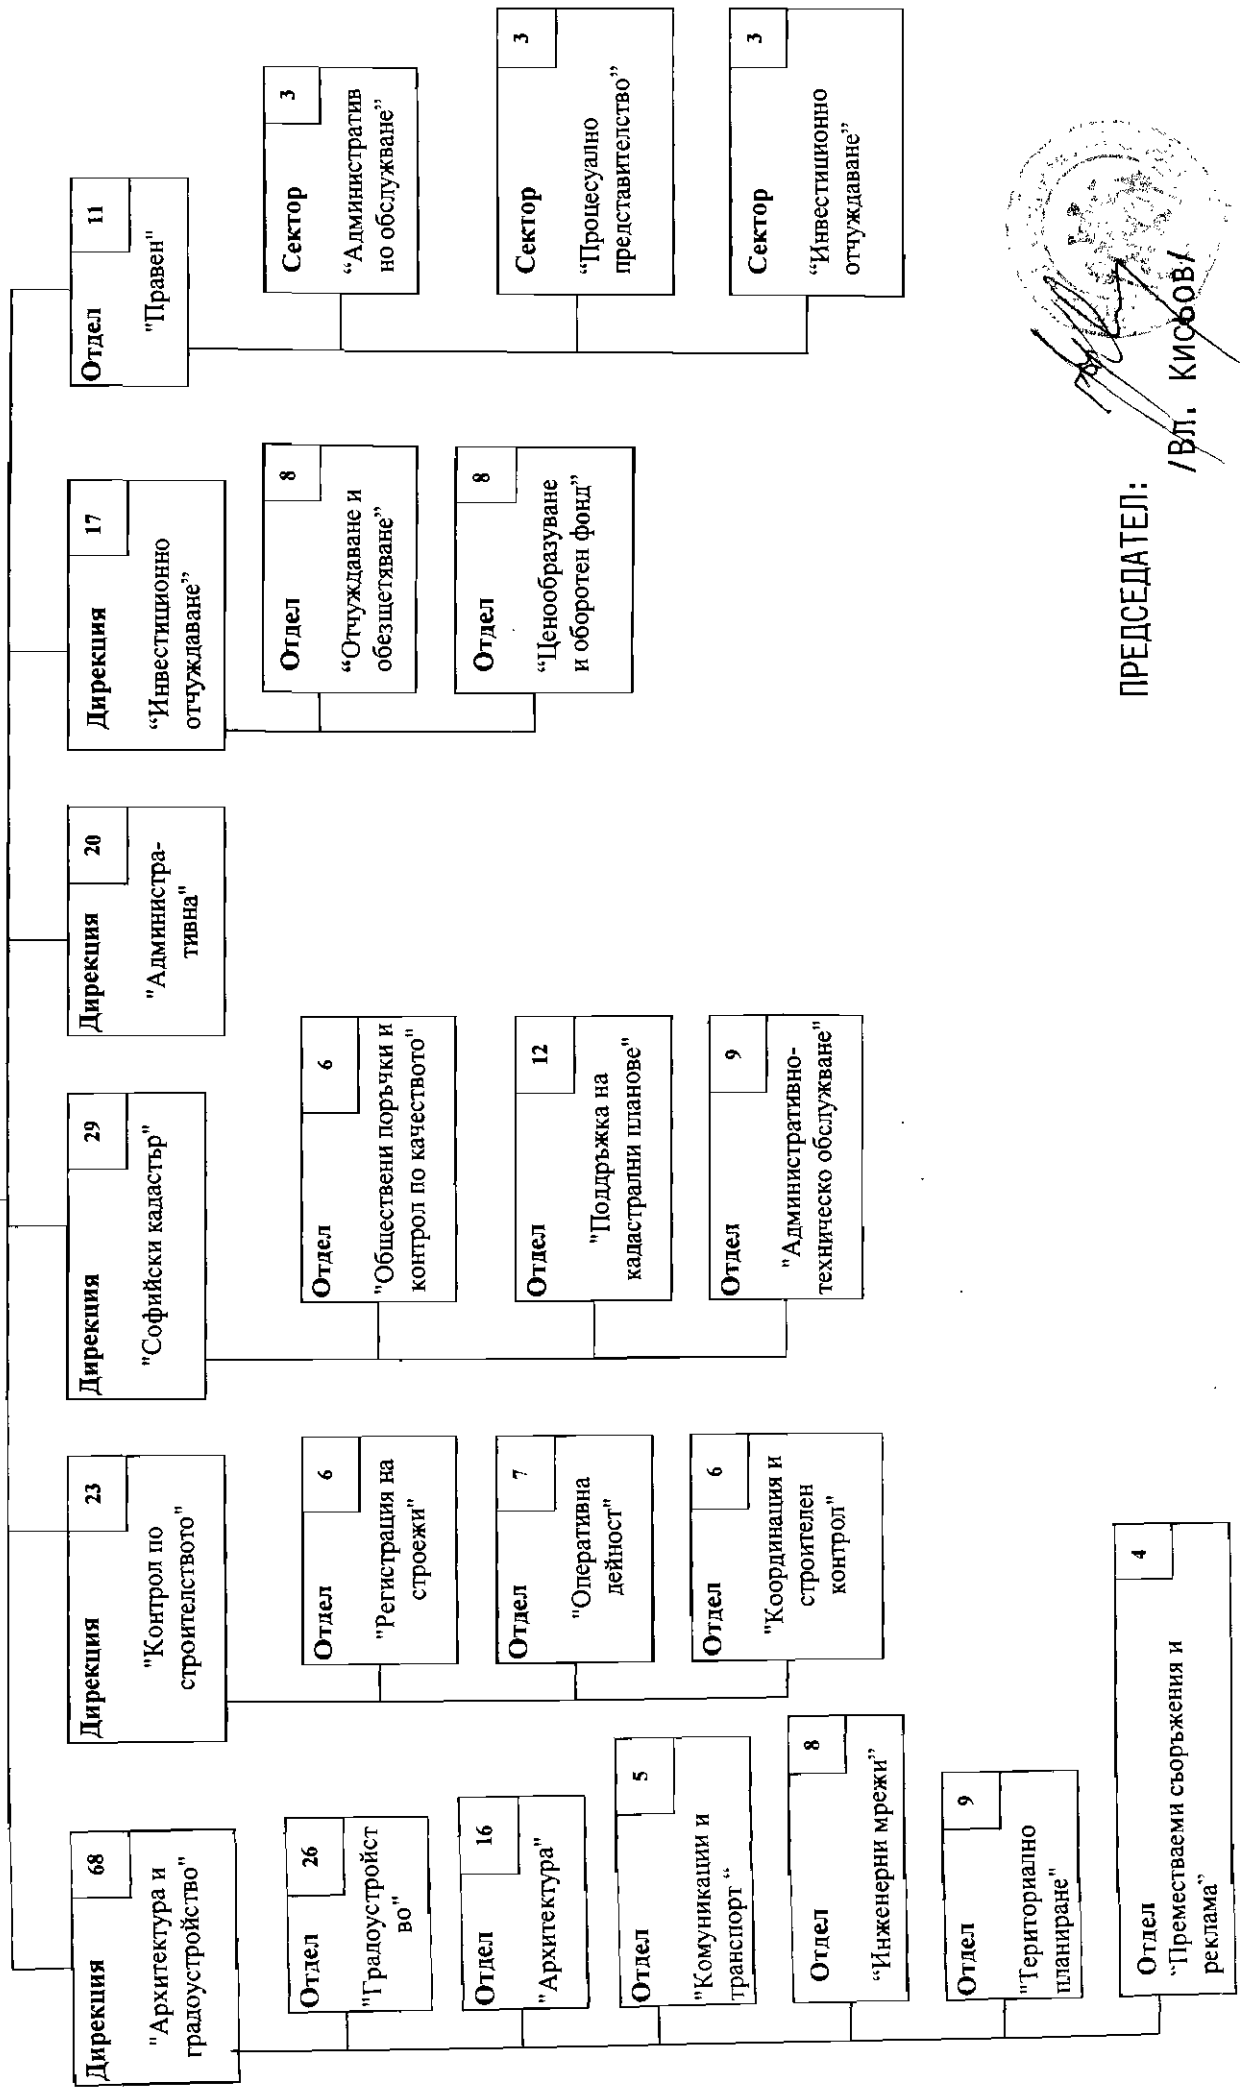 Дирекция
68
"Архитектура и
градоустройство"
Отдел
26
"Градоустройст
во"
Отдел
16
"Архитектура"
Отдел
5
"Комуникации и
транспорт “
Отдел
8
“Инженерни мрежи”
Отдел
9
"Териториално
планиране"
Отдел
4
“Преместваеми съоръжения и
реклама”
Дирекция
23
"Контрол по
строителството"
Отдел
6
"Регистрация на
строежи"
Отдел
7
"Оперативна
дейност"
Отдел
6
"Координация и
строителен
контрол"
Дирекция
29
"Софийски кадастър"
Отдел
6
"Обществени поръчки и
контрол по качеството"
Отдел
12
"Поддръжка на
кадастрални планове"
Отдел
9
"Административно-
техническо обслужване"
Дирекция
20
"Администра-
тивна"
Дирекция
17
“Инвестиционно
отчуждаване”
Отдел
8
“Отчуждаване и
обезщетяване”
Отдел
8
“Ценообразуване
и оборотен фонд”
Отдел
11
"Правен"
Сектор
3
“Административ
но обслужване”
Сектор
3
“Процесуално
представителство”
Сектор
3
“Инвестиционно
отчуждаване”
ПРЕДСЕДАТЕЛ:
/Вл. Кисьов/